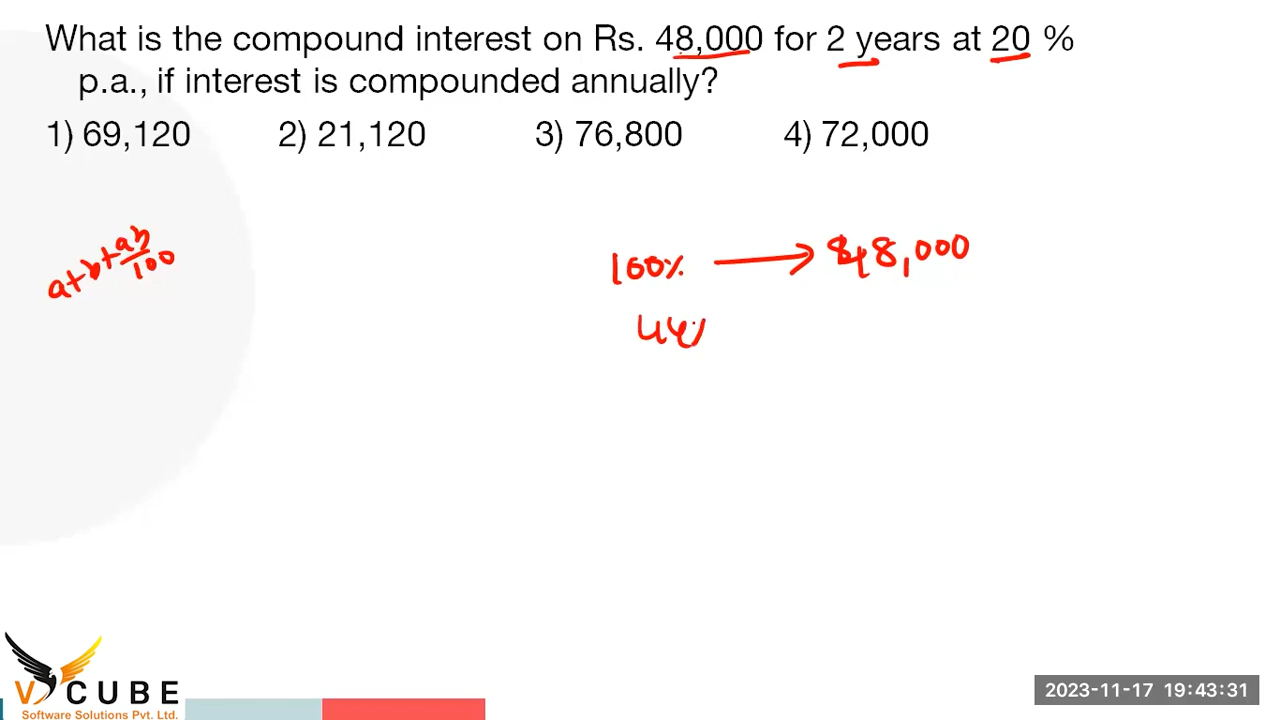 What is the compound interest on Rs. 48,000 for 2 years at 20 %
p.a., if interest is compounded annually?
1) 69,120 2) 21,120 3) 76,800 4) 72,000
a+b+ab/100
100% → 48,000
44%
V CUBE
Software Solutions Pvt. Ltd.
2023-11-17 19:43:31